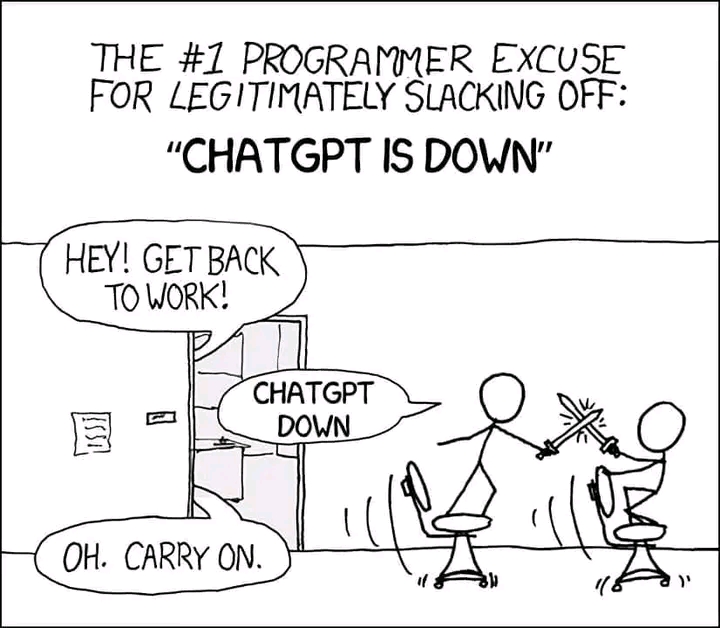 THE #1 PROGRAMMER EXCUSE
FOR LEGITIMATELY SLACKING OFF:
"CHATGPT IS DOWN"
HEY! GET BACK
TO WORK!
CHATGPT
DOWN
OH. CARRY ON.